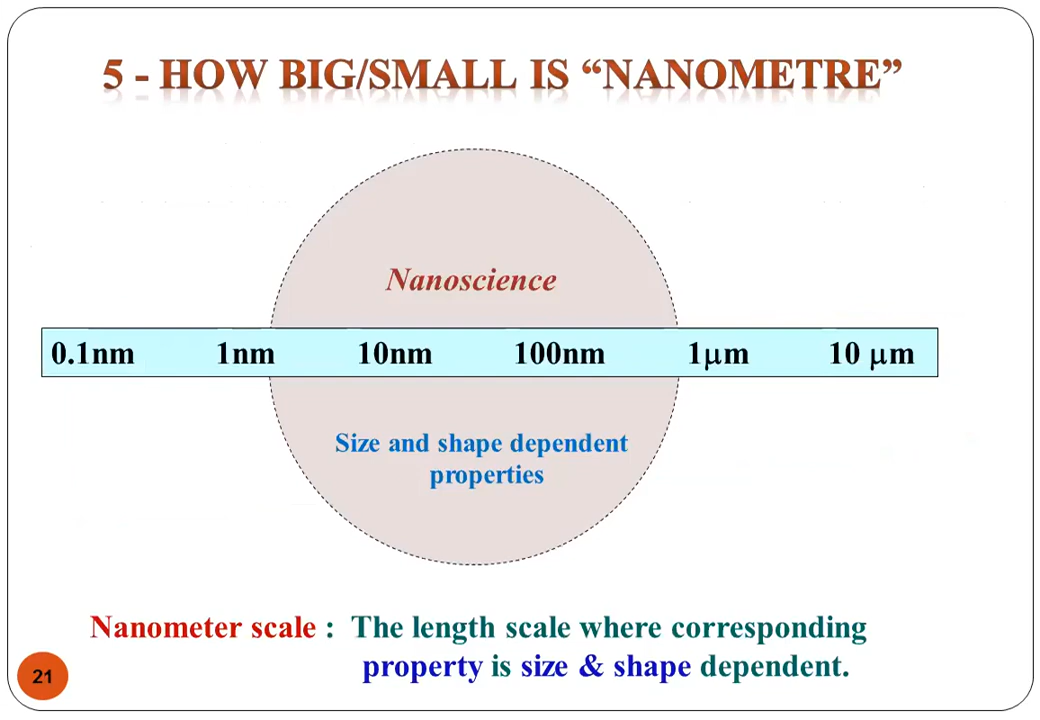 5 - HOW BIG/SMALL IS “NANOMETRE”
Nanoscience
0.1nm 1nm 10nm 100nm 1μm 10 μm
Size and shape dependent
properties
Nanometer scale : The length scale where corresponding
property is size & shape dependent.
21